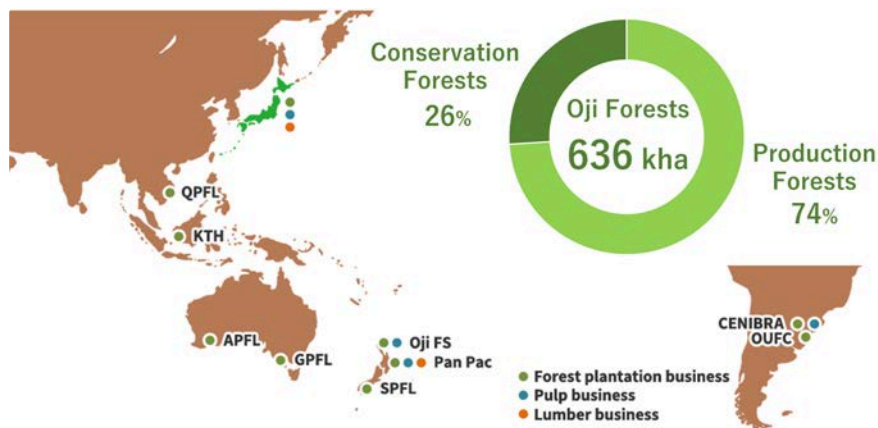 Conservation
Forests
26%
Oji Forests
636 kha
Production
Forests
74%
QPFL
KTH
APFL
GPFL
Oji FS
Pan Pac
SPFL
CENIBRA
OUFC
Forest plantation business
Pulp business
Lumber business